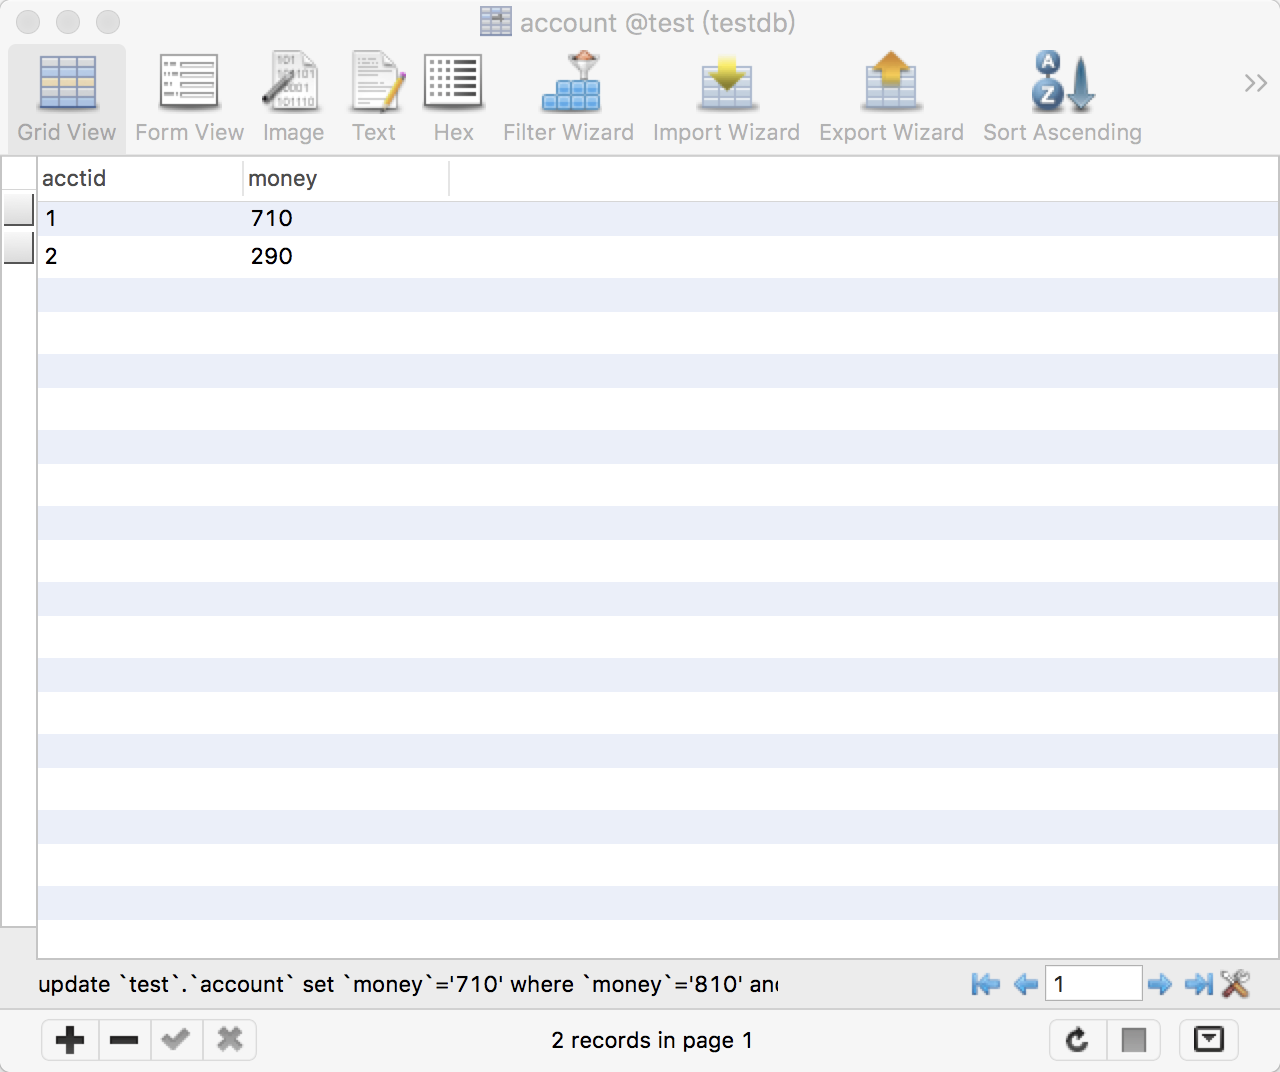 account @test (testdb)
Grid View Form View Image Text Hex Filter Wizard Import Wizard Export Wizard Sort Ascending
acctid money
1 710
2 290
update `test`.`account` set `money`='710' where `money`='810' and
1
2 records in page 1